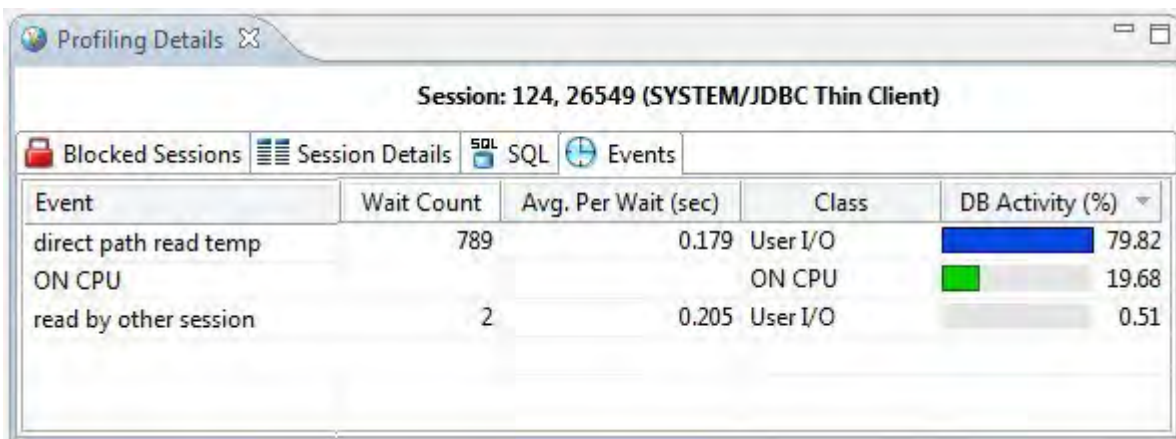 Profiling Details
Session: 124, 26549 (SYSTEM/JDBC Thin Client)
Blocked Sessions Session Details SQL SQL Events
Event Wait Count Avg. Per Wait (sec) Class DB Activity (%)
direct path read temp 789 0.179 User I/O 79.82
ON CPU ON CPU 19.68
read by other session 2 0.205 User I/O 0.51